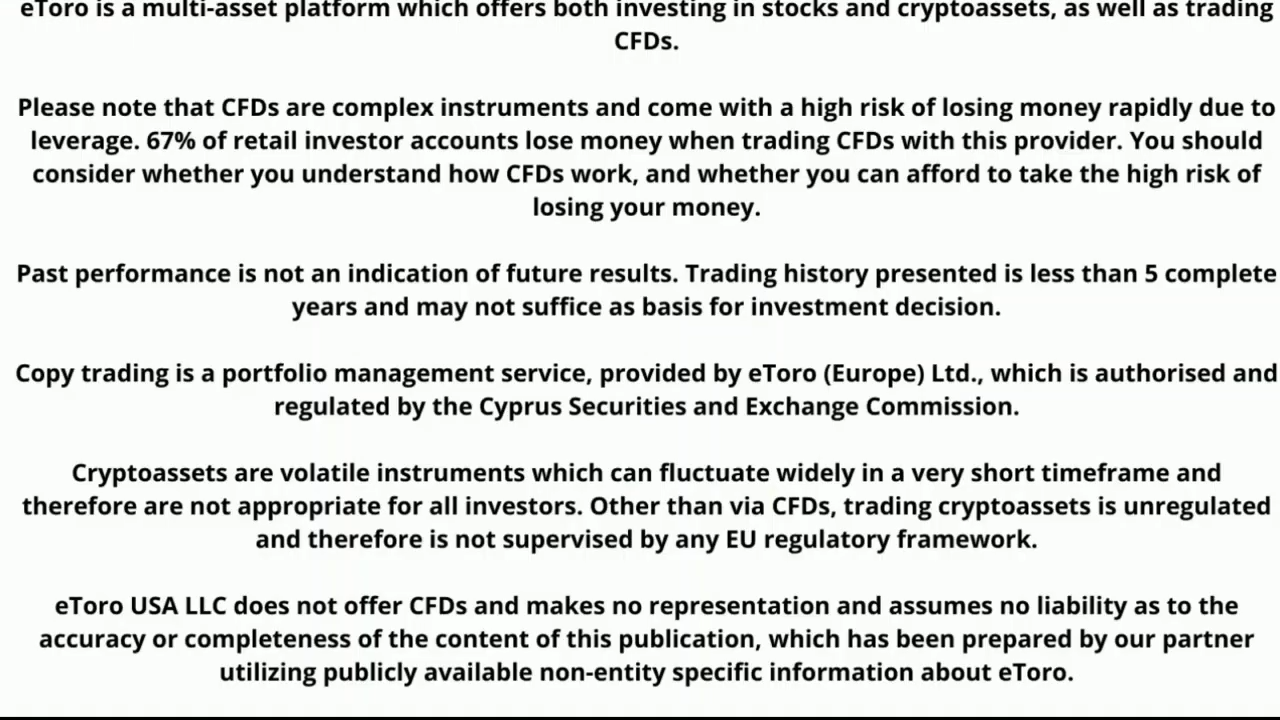 eToro is a multi-asset platform which offers both investing in stocks and cryptoassets, as well as trading
CFDs.
Please note that CFDs are complex instruments and come with a high risk of losing money rapidly due to
leverage. 67% of retail investor accounts lose money when trading CFDs with this provider. You should
consider whether you understand how CFDs work, and whether you can afford to take the high risk of
losing your money.
Past performance is not an indication of future results. Trading history presented is less than 5 complete
years and may not suffice as basis for investment decision.
Copy trading is a portfolio management service, provided by eToro (Europe) Ltd., which is authorised and
regulated by the Cyprus Securities and Exchange Commission.
Cryptoassets are volatile instruments which can fluctuate widely in a very short timeframe and
therefore are not appropriate for all investors. Other than via CFDs, trading cryptoassets is unregulated
and therefore is not supervised by any EU regulatory framework.
eToro USA LLC does not offer CFDs and makes no representation and assumes no liability as to the
accuracy or completeness of the content of this publication, which has been prepared by our partner
utilizing publicly available non-entity specific information about eToro.